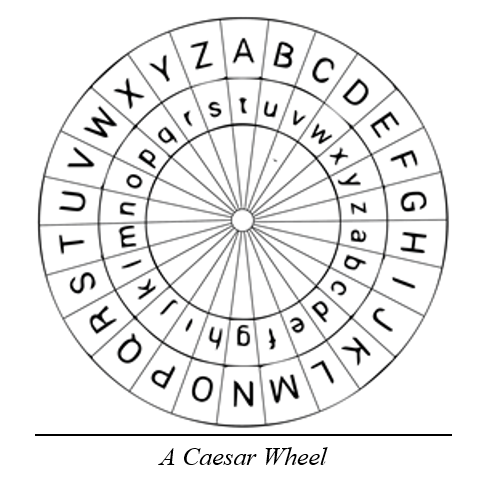 A B C D E F G H I J K L M N O P Q R S T U V W X Y Z
t u v w x y z a b c d e f g h i j k l m n o p q r s
A Caesar Wheel